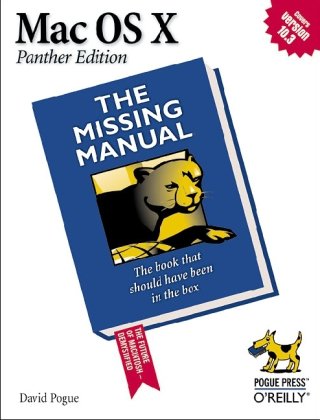 Mac OS X
Panther Edition
COVERS
version
10.3
THE
MISSING
MANUAL
The book that
should have been
in the box
THE FUTURE
OF MACINTOSH –
DEMYSTIFIED
David Pogue
POGUE PRESS™
O'REILLY®